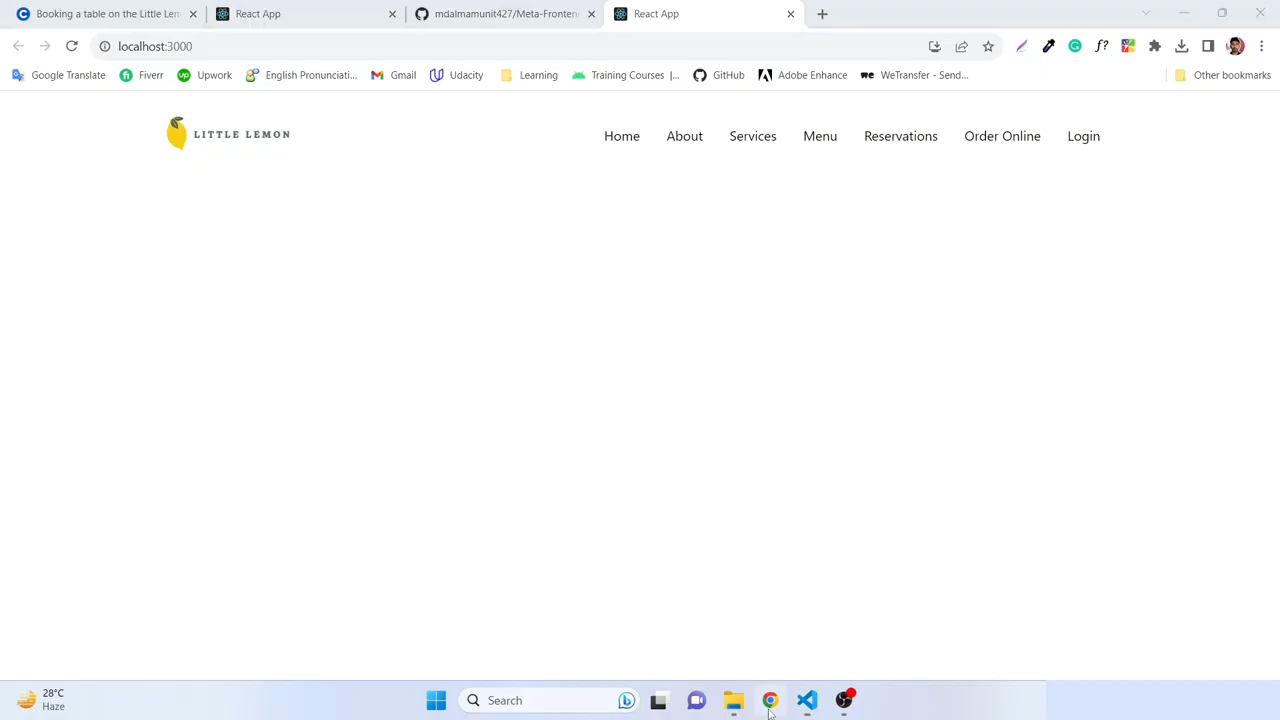 Booking a table on the Little Lem
React App
mdalmamunit427/Meta-Fronten
React App
localhost:3000
Google Translate
Fiverr
Upwork
English Pronunciati...
Gmail
Udacity
Learning
Training Courses |...
GitHub
Adobe Enhance
WeTransfer - Send...
Other bookmarks
LITTLE LEMON
Home
About
Services
Menu
Reservations
Order Online
Login
28°C
Haze
Search